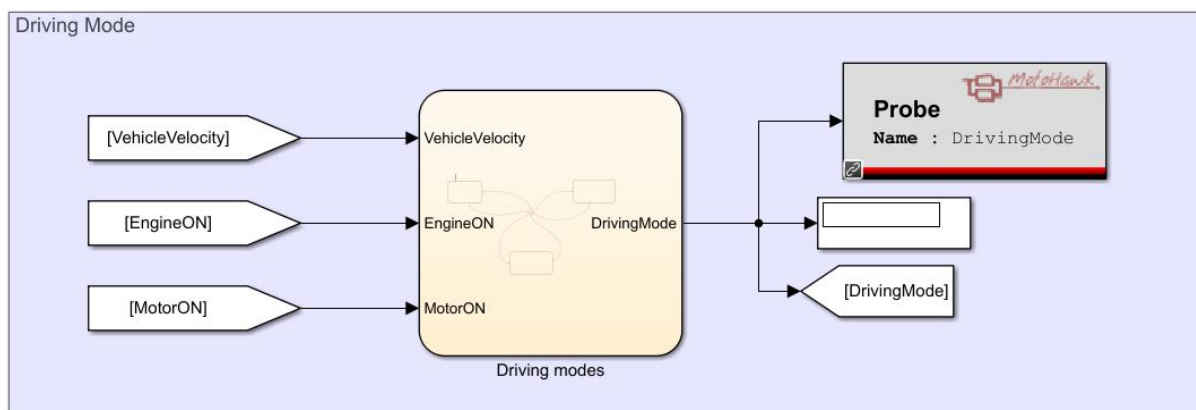 Driving Mode
MotoHawk
Probe
Name : DrivingMode
[VehicleVelocity]
VehicleVelocity
[EngineON]
EngineON
DrivingMode
[MotorON]
MotorON
[DrivingMode]
Driving modes